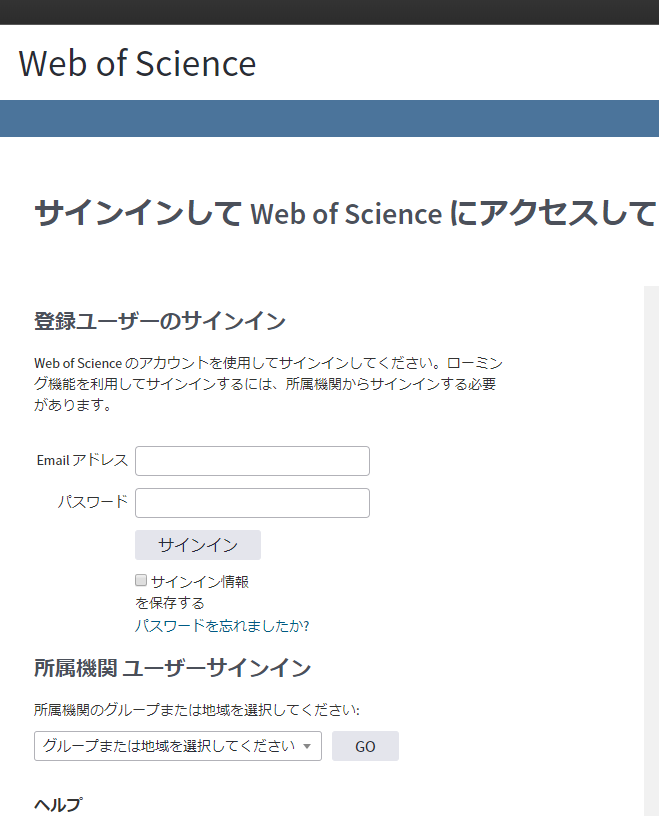 Web of Science
サインインして Web of Science にアクセスして
登録ユーザーのサインイン
Web of Science のアカウントを使用してサインインしてください。ローミン
グ機能を利用してサインインするには、所属機関からサインインする必要
があります。
Email アドレス
パスワード
サインイン
サインイン情報
を保存する
パスワードを忘れましたか?
所属機関 ユーザーサインイン
所属機関のグループまたは地域を選択してください:
グループまたは地域を選択してください
GO
ヘルプ